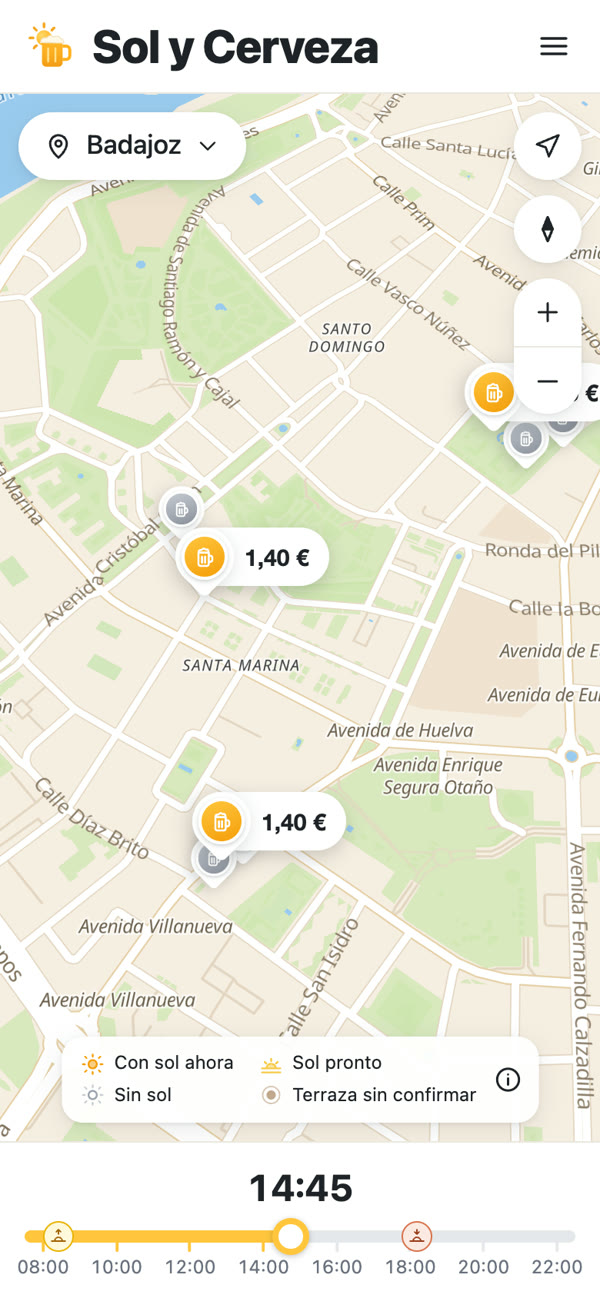 Sol y Cerveza
Badajoz
Calle Santa Lucía
Calle Prim
Avenida de Santiago Ramón y Cajal
Calle Vasco Núñez
SANTO
DOMINGO
€
1,40 €
Avenida Cristóbal
Ronda del Pil
Calle la Bo
SANTA MARINA
Avenida de E
Avenida de Eu
Avenida de Huelva
Avenida Enrique
Segura Otaño
Calle Díaz Brito
1,40 €
Avenida Fernando Calzadilla
Avenida Villanueva
Calle San Isidro
Avenida Villanueva
Con sol ahora
Sol pronto
Sin sol
Terraza sin confirmar
14:45
08:00 10:00 12:00 14:00 16:00 18:00 20:00 22:00